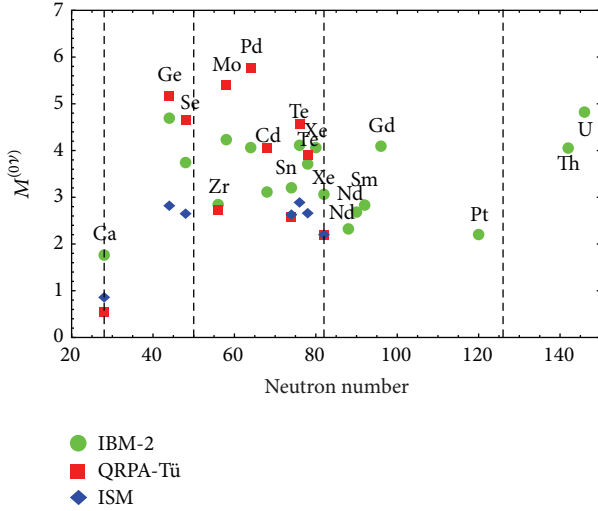 7
6
5
4
3
2
1
0
M^(0ν)
Pd
Mo
Ge
Se
Te
Xe
Te
Cd
Gd
U
Th
Zr
Sn
Xe
Sm
Nd
Nd
Ca
Pt
20 40 60 80 100 120 140
Neutron number
IBM-2
QRPA-Tü
ISM